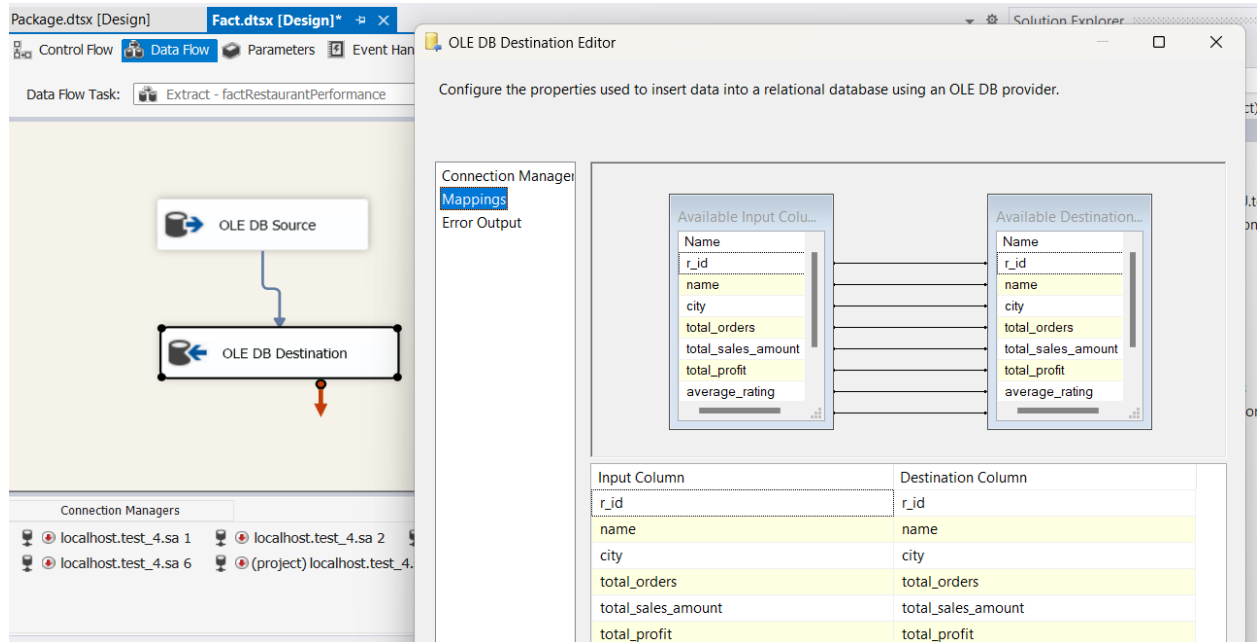 Package.dtsx [Design]
Fact.dtsx [Design]*
Solution Explorer
Control Flow
Data Flow
Parameters
Event Han
Data Flow Task:
Extract - factRestaurantPerformance
OLE DB Source
OLE DB Destination
Connection Managers
localhost.test_4.sa 1
localhost.test_4.sa 2
localhost.test_4.sa 6
(project) localhost.test_4.
OLE DB Destination Editor
Configure the properties used to insert data into a relational database using an OLE DB provider.
Connection Manager
Mappings
Error Output
Available Input Colu...
Name
r_id
name
city
total_orders
total_sales_amount
total_profit
average_rating
Available Destination...
Name
r_id
name
city
total_orders
total_sales_amount
total_profit
average_rating
Input Column Destination Column
r_id r_id
name name
city city
total_orders total_orders
total_sales_amount total_sales_amount
total_profit total_profit